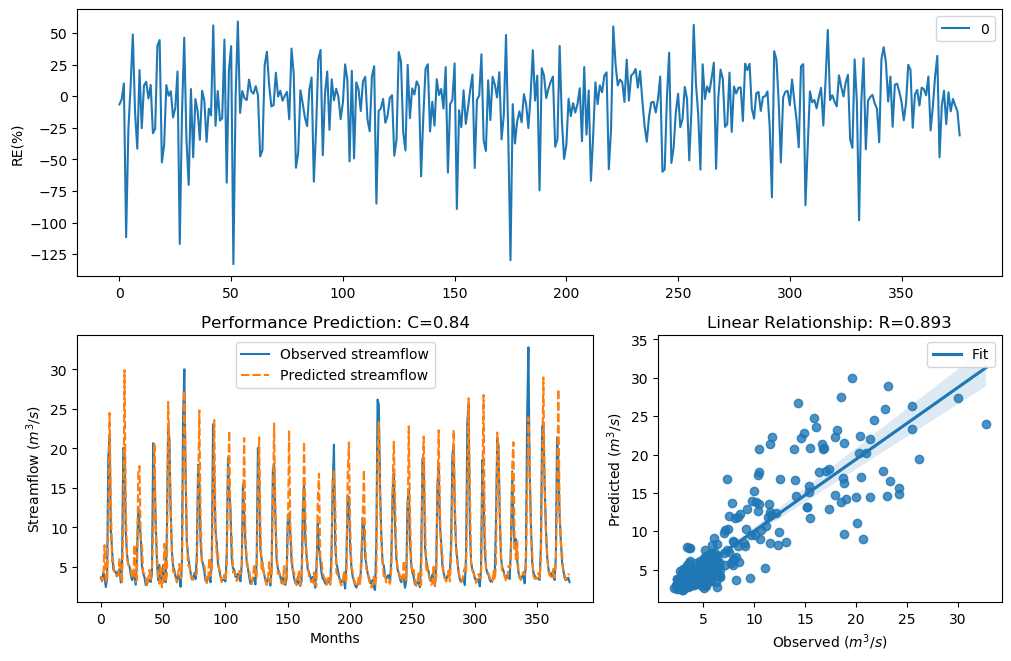 50
25
0
−25
−50
−75
−100
−125
RE(%)
0
0 50 100 150 200 250 300 350
Performance Prediction: C=0.84
30
25
20
15
10
5
Streamflow (m³/s)
Observed streamflow
Predicted streamflow
0 50 100 150 200 250 300 350
Months
Linear Relationship: R=0.893
35
30
25
20
15
10
5
Predicted (m³/s)
Fit
5 10 15 20 25 30
Observed (m³/s)